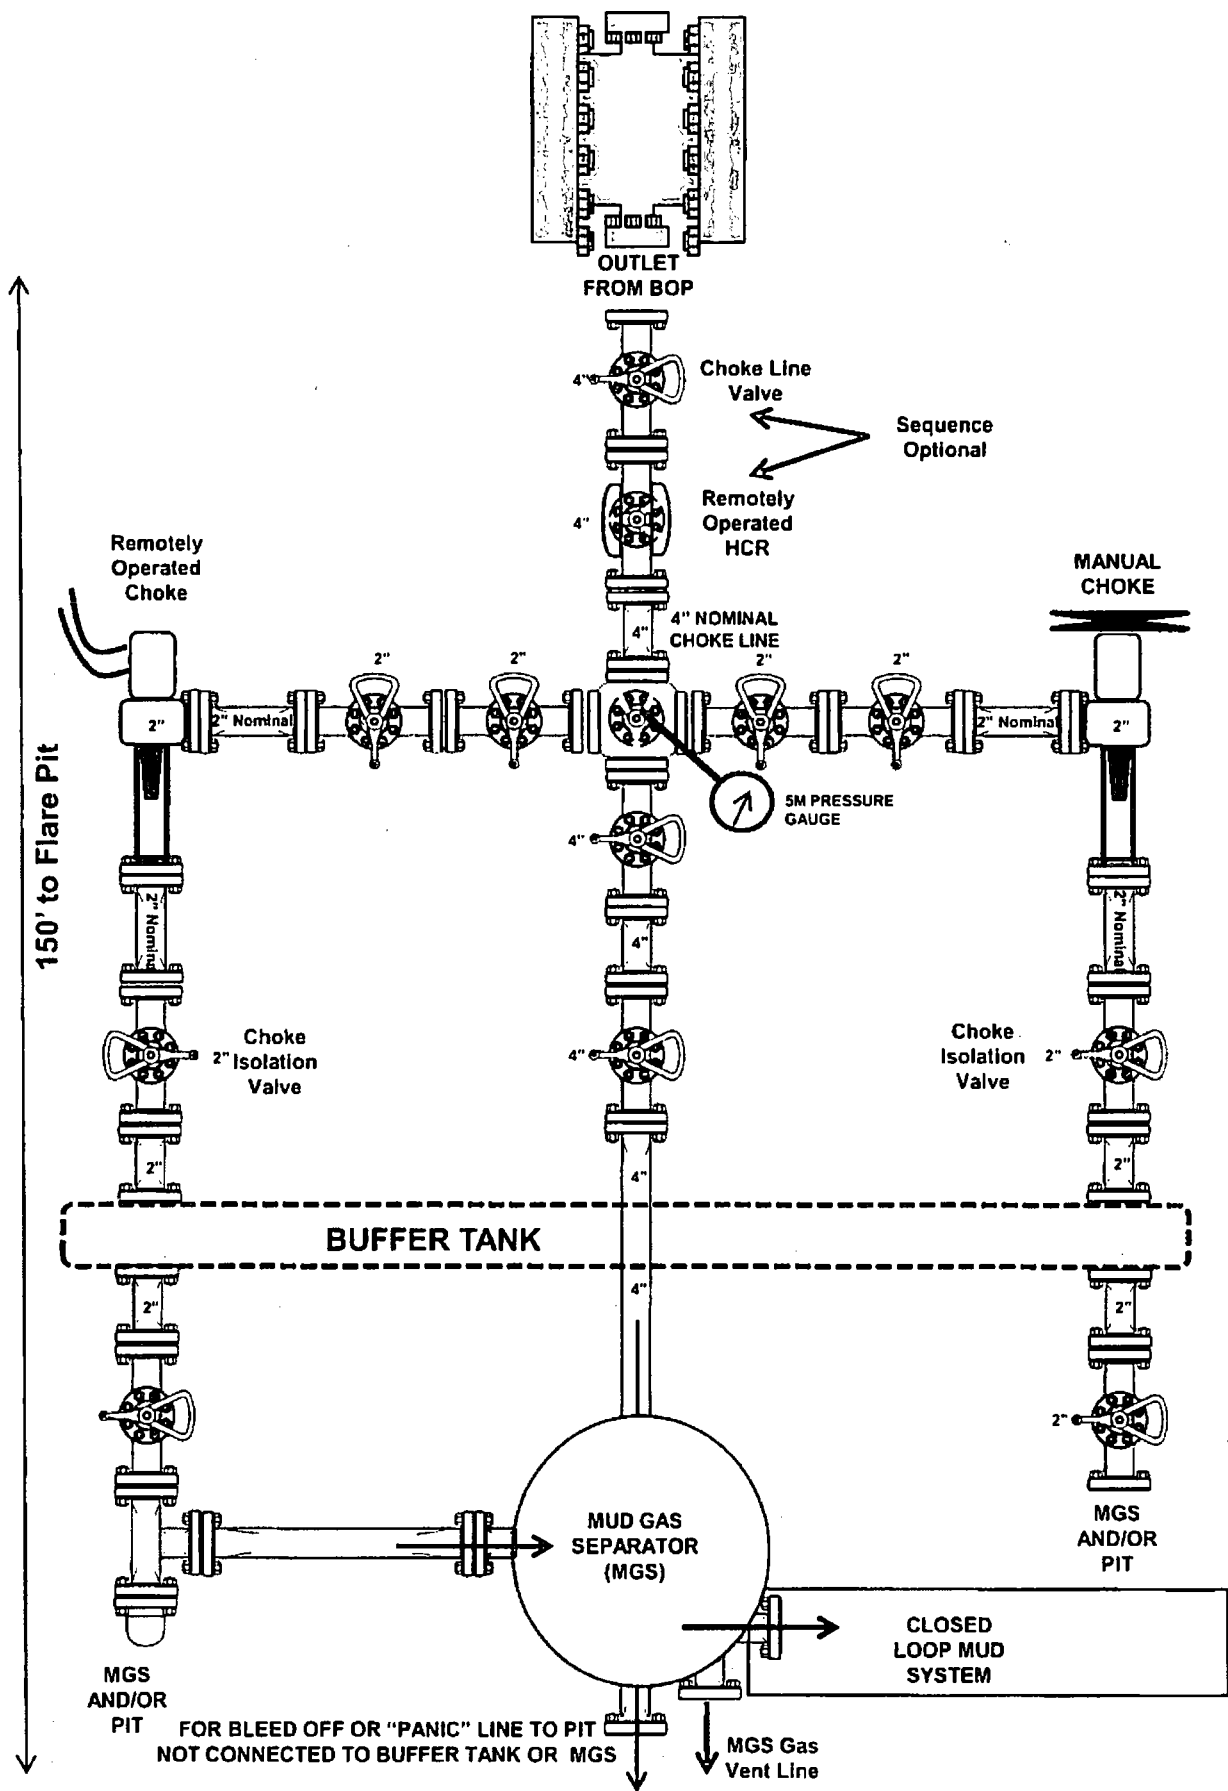 OUTLET
FROM BOP
4"
Choke Line
Valve
Sequence
Optional
4"
Remotely
Operated
HCR
Remotely
Operated
Choke
MANUAL
CHOKE
4"
4" NOMINAL
CHOKE LINE
2"
2"
2"
2"
2"
2" Nominal
2" Nominal
2"
5M PRESSURE
GAUGE
4"
150' to Flare Pit
2" Nominal
4"
2" Nominal
Choke
2" Isolation
Valve
4"
Choke
Isolation
Valve
2"
2"
4"
2"
BUFFER TANK
2"
4"
2"
2"
MUD GAS
SEPARATOR
(MGS)
MGS
AND/OR
PIT
CLOSED
LOOP MUD
SYSTEM
MGS
AND/OR
PIT
FOR BLEED OFF OR "PANIC" LINE TO PIT
NOT CONNECTED TO BUFFER TANK OR MGS
MGS Gas
Vent Line